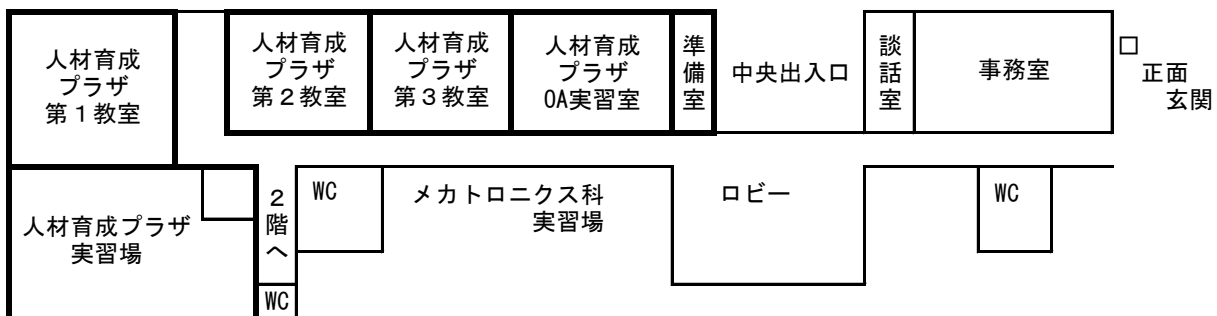 人材育成
プラザ
第1教室
人材育成
プラザ
第2教室
人材育成
プラザ
第3教室
人材育成
プラザ
OA実習室
準備室
中央出入口
談話室
事務室
正面
玄関
人材育成プラザ
実習場
2階へ
WC
WC
メカトロニクス科
実習場
ロビー
WC